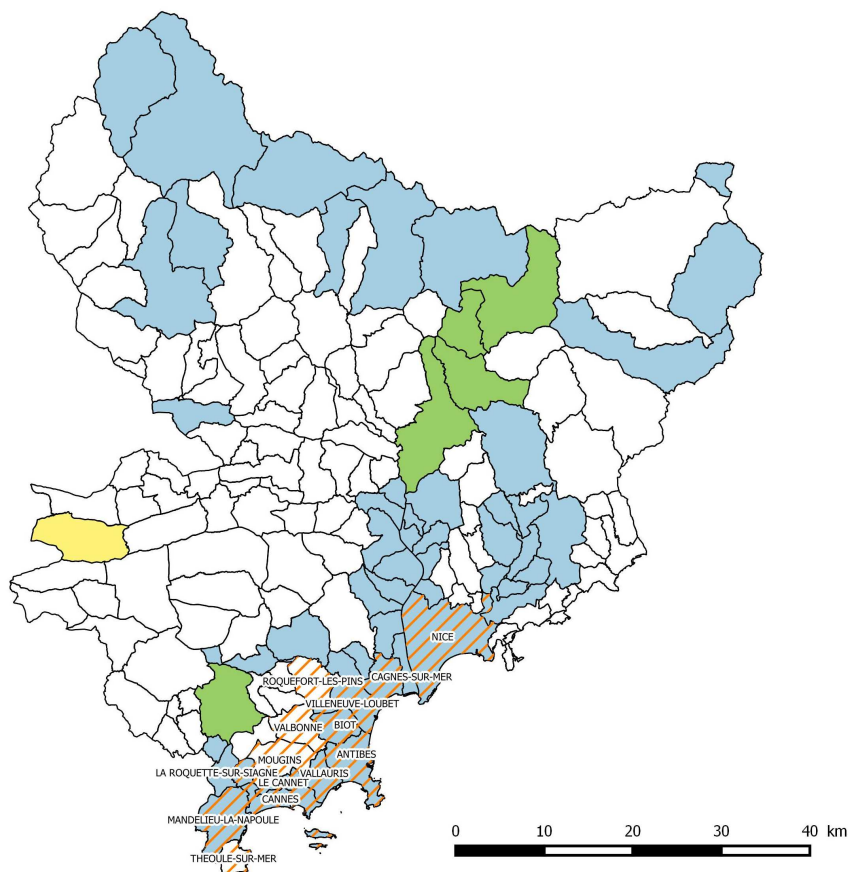 NICE
ROQUEFORT-LES-PINS
CAGNES-SUR-MER
VILLENEUVE-LOUBET
BIOT
VALBONNE
ANTIBES
MOUGINS
LA ROQUETTE-SUR-SIAGNE
VALLAURIS
LE CANNET
CANNES
MANDELIEU-LA-NAPOULE
THEOULE-SUR-MER
0 10 20 30 40 km